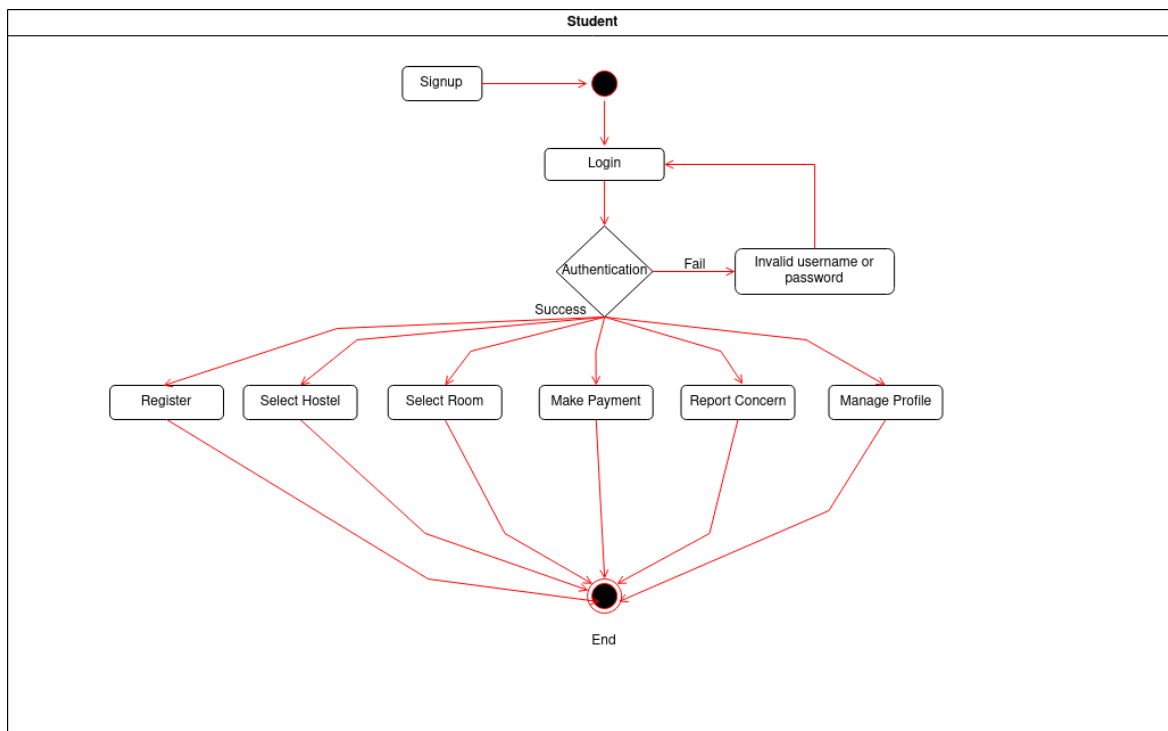 Student
Signup
Login
Authentication
Fail
Invalid username or
password
Success
Register
Select Hostel
Select Room
Make Payment
Report Concern
Manage Profile
End